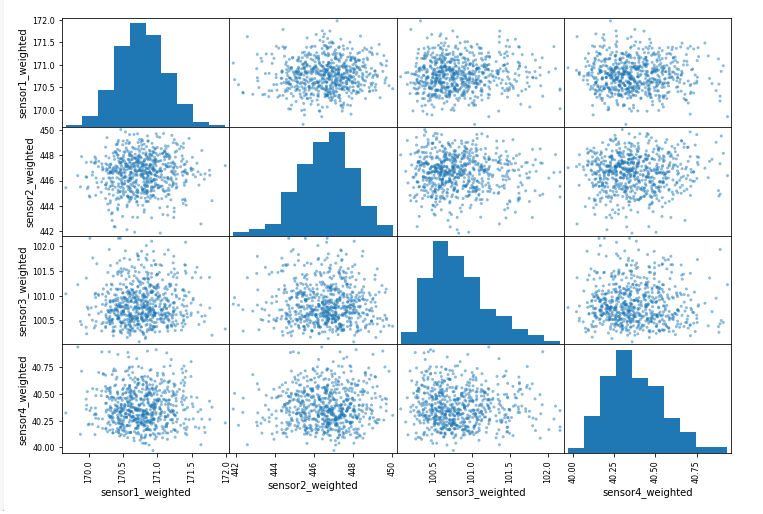 172.0
171.5
171.0
170.5
170.0
sensor1_weighted
450
448
446
444
442
sensor2_weighted
102.0
101.5
101.0
100.5
sensor3_weighted
40.75
40.50
40.25
40.00
sensor4_weighted
170.0 170.5 171.0 171.5 172.0
442 444 446 448 450
100.5 101.0 101.5 102.0
40.00 40.25 40.50 40.75
sensor1_weighted sensor2_weighted sensor3_weighted sensor4_weighted